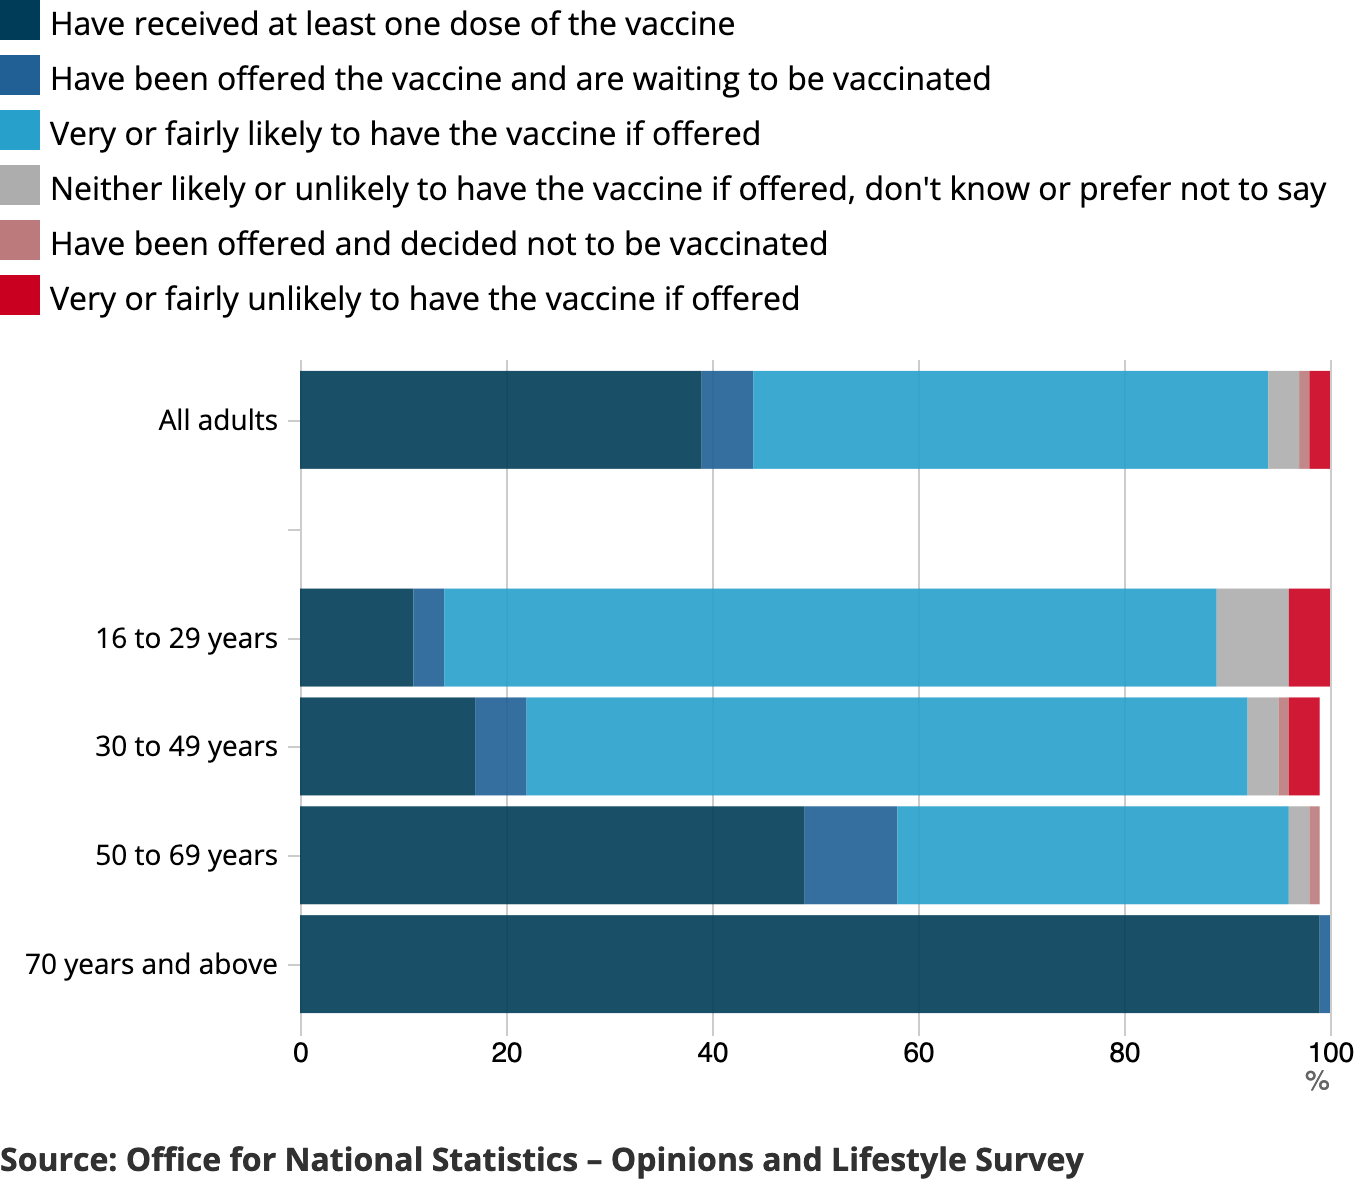 Have received at least one dose of the vaccine
Have been offered the vaccine and are waiting to be vaccinated
Very or fairly likely to have the vaccine if offered
Neither likely or unlikely to have the vaccine if offered, don't know or prefer not to say
Have been offered and decided not to be vaccinated
Very or fairly unlikely to have the vaccine if offered
All adults
16 to 29 years
30 to 49 years
50 to 69 years
70 years and above
0 20 40 60 80 100
%
Source: Office for National Statistics – Opinions and Lifestyle Survey